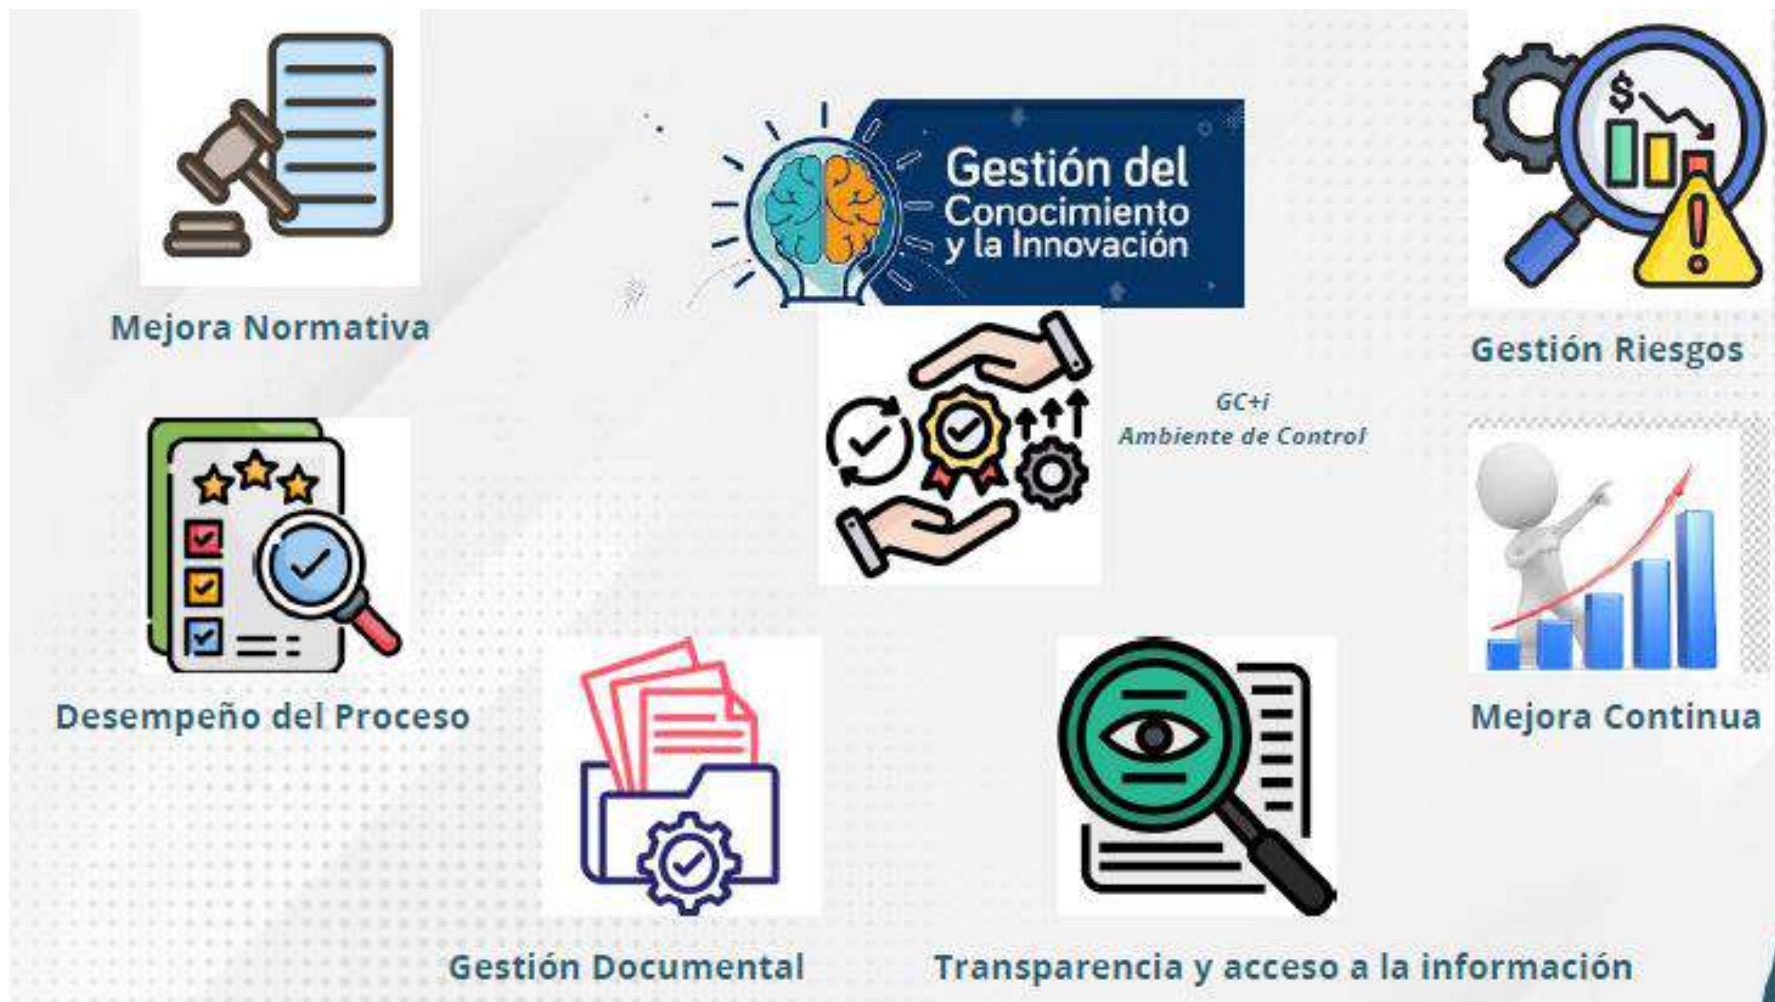 Gestión del
Conocimiento
y la Innovación
Mejora Normativa
Gestión Riesgos
GC+i
Ambiente de Control
Desempeño del Proceso
Mejora Continua
Gestión Documental
Transparencia y acceso a la información